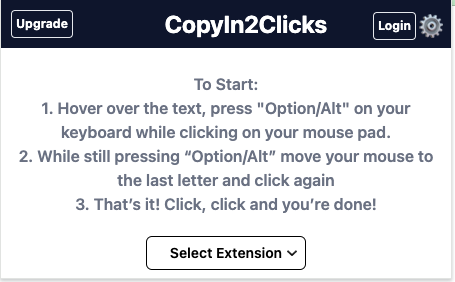 Upgrade CopyIn2Clicks Login
To Start:
1. Hover over the text, press "Option/Alt" on your
keyboard while clicking on your mouse pad.
2. While still pressing “Option/Alt” move your mouse to
the last letter and click again
3. That’s it! Click, click and you’re done!
Select Extension